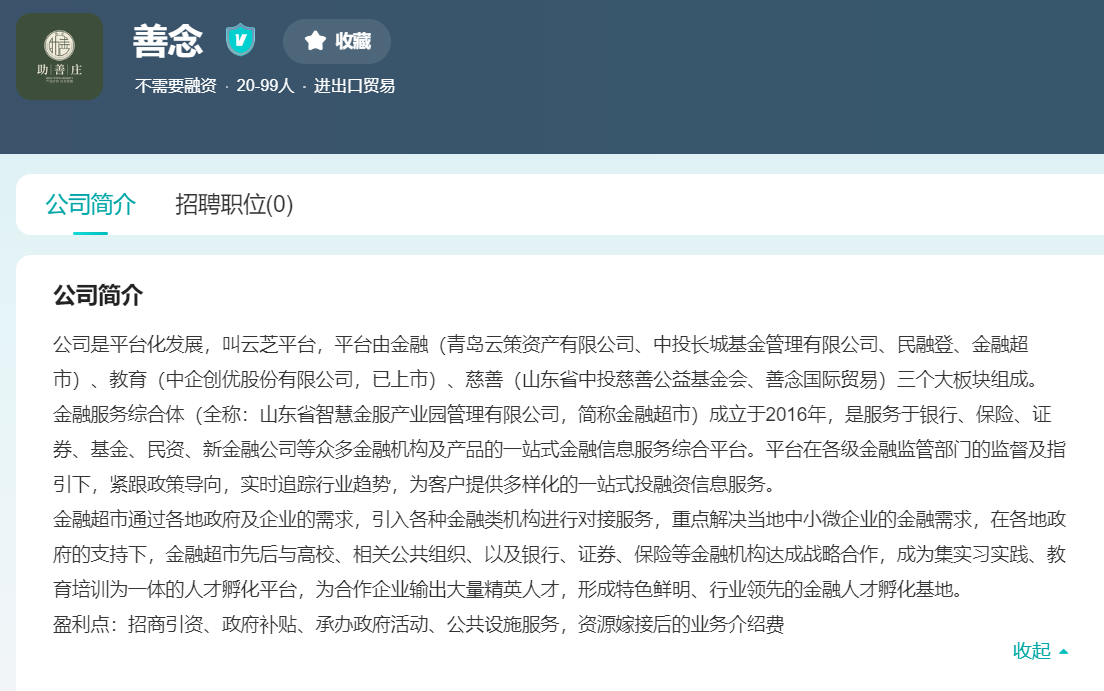 善念
收藏
助|善|庄
不需要融资 · 20-99人 · 进出口贸易
公司简介 招聘职位(0)
公司简介
公司是平台化发展，叫云芝平台，平台由金融（青岛云策资产有限公司、中投长城基金管理有限公司、民融登、金融超
市）、教育（中企创优股份有限公司，已上市）、慈善（山东省中投慈善公益基金会、善念国际贸易）三个大板块组成。
金融服务综合体（全称：山东省智慧金服产业园管理有限公司，简称金融超市）成立于2016年，是服务于银行、保险、证
券、基金、民资、新金融公司等众多金融机构及产品的一站式金融信息服务综合平台。平台在各级金融监管部门的监督及指
引下，紧跟政策导向，实时追踪行业趋势，为客户提供多样化的一站式投融资信息服务。
金融超市通过各地政府及企业的需求，引入各种金融类机构进行对接服务，重点解决当地中小微企业的金融需求，在各地政
府的支持下，金融超市先后与高校、相关公共组织、以及银行、证券、保险等金融机构达成战略合作，成为集实习实践、教
育培训为一体的人才孵化平台，为合作企业输出大量精英人才，形成特色鲜明、行业领先的金融人才孵化基地。
盈利点：招商引资、政府补贴、承办政府活动、公共设施服务，资源嫁接后的业务介绍费
收起